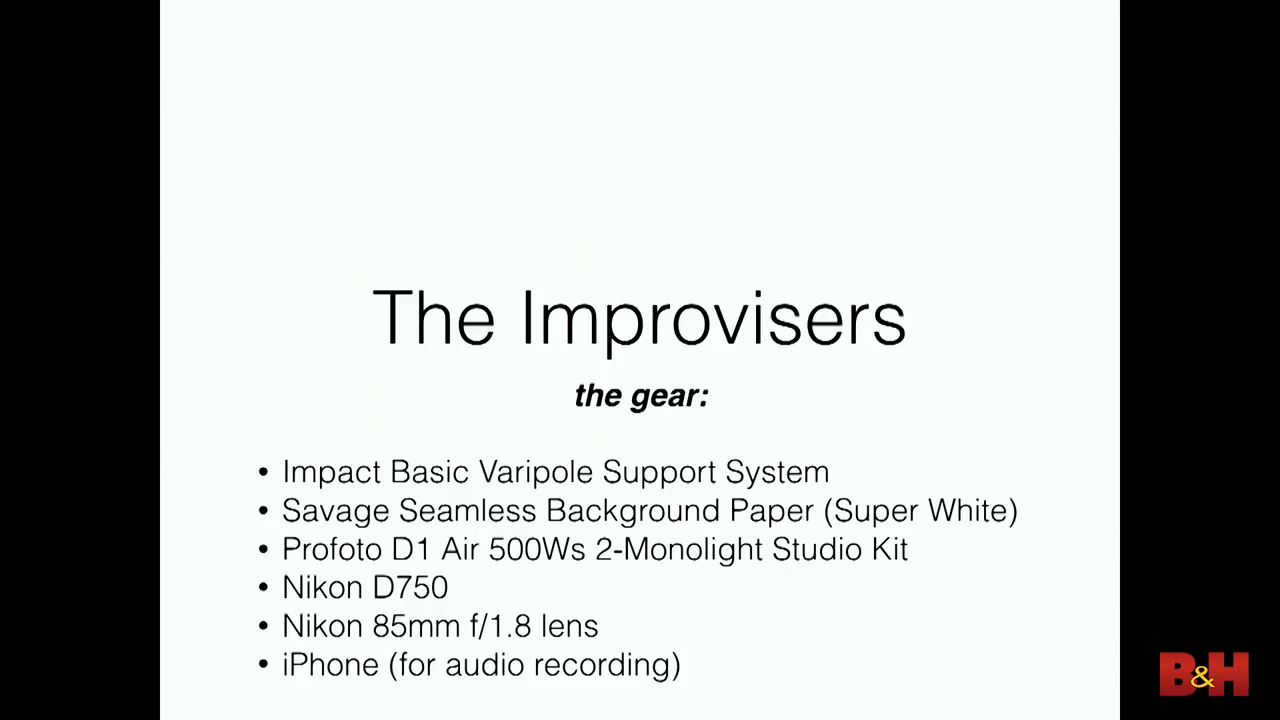 The Improvisers
the gear:
• Impact Basic Varipole Support System
• Savage Seamless Background Paper (Super White)
• Profoto D1 Air 500Ws 2-Monolight Studio Kit
• Nikon D750
• Nikon 85mm f/1.8 lens
• iPhone (for audio recording)
B&H